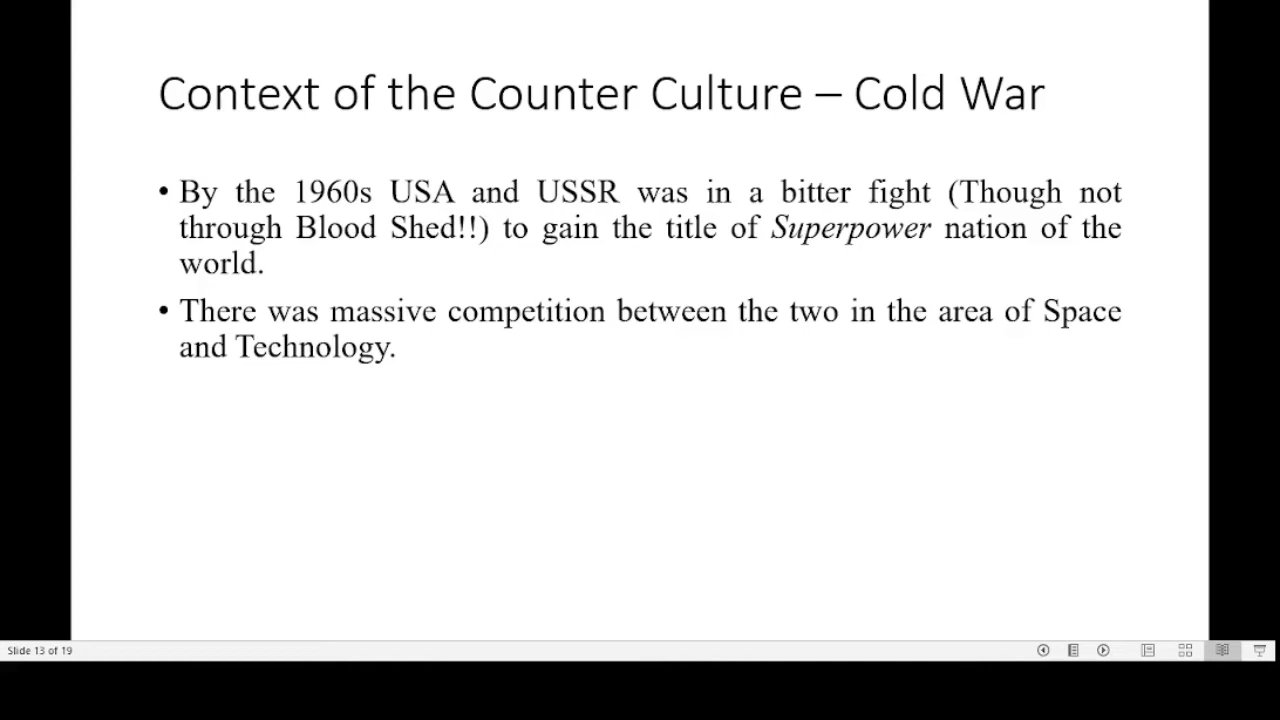 Context of the Counter Culture – Cold War
• By the 1960s USA and USSR was in a bitter fight (Though not
through Blood Shed!!) to gain the title of Superpower nation of the
world.
• There was massive competition between the two in the area of Space
and Technology.
Slide 13 of 19